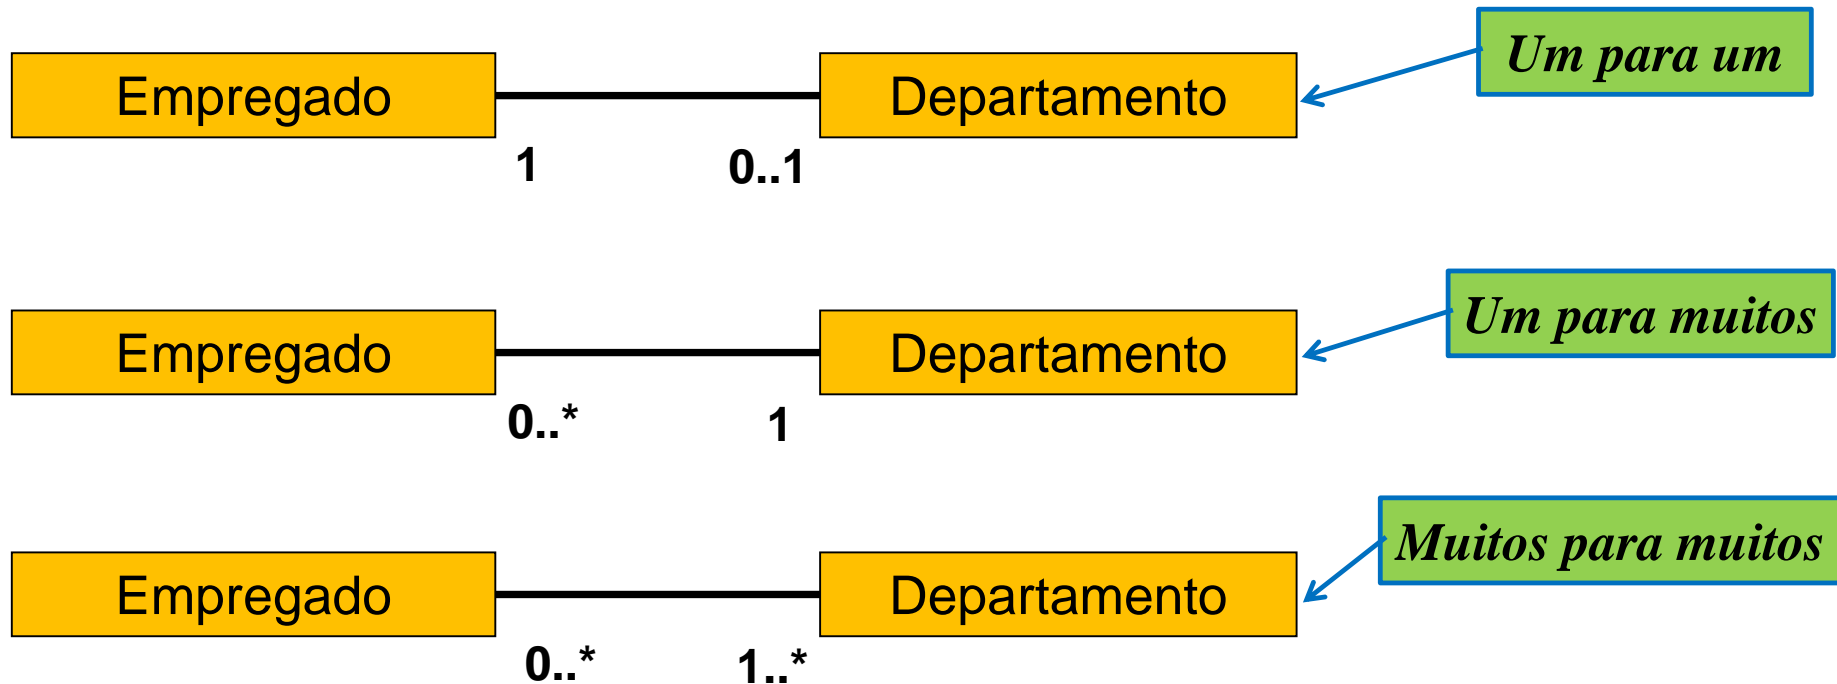 Empregado
Departamento
Um para um
1
0..1
Empregado
Departamento
Um para muitos
0..*
1
Empregado
Departamento
Muitos para muitos
0..*
1..*